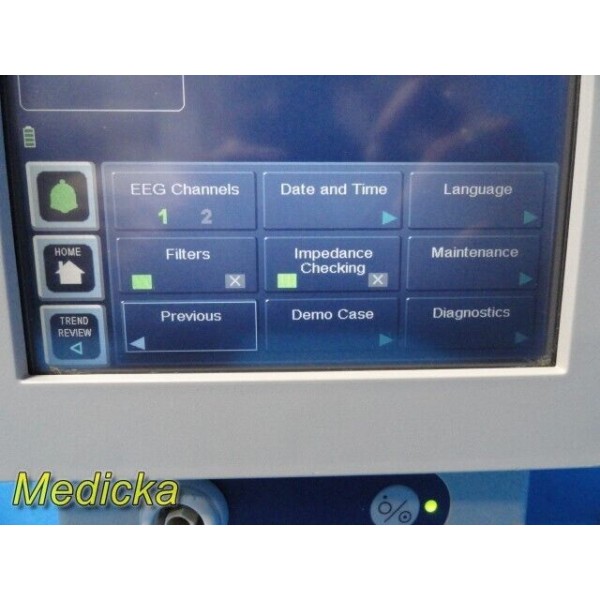 EEG Channels
Date and Time
Language
1 2
HOME
Filters
Impedance
Checking
Maintenance
TREND
REVIEW
Previous
Demo Case
Diagnostics
Medicka